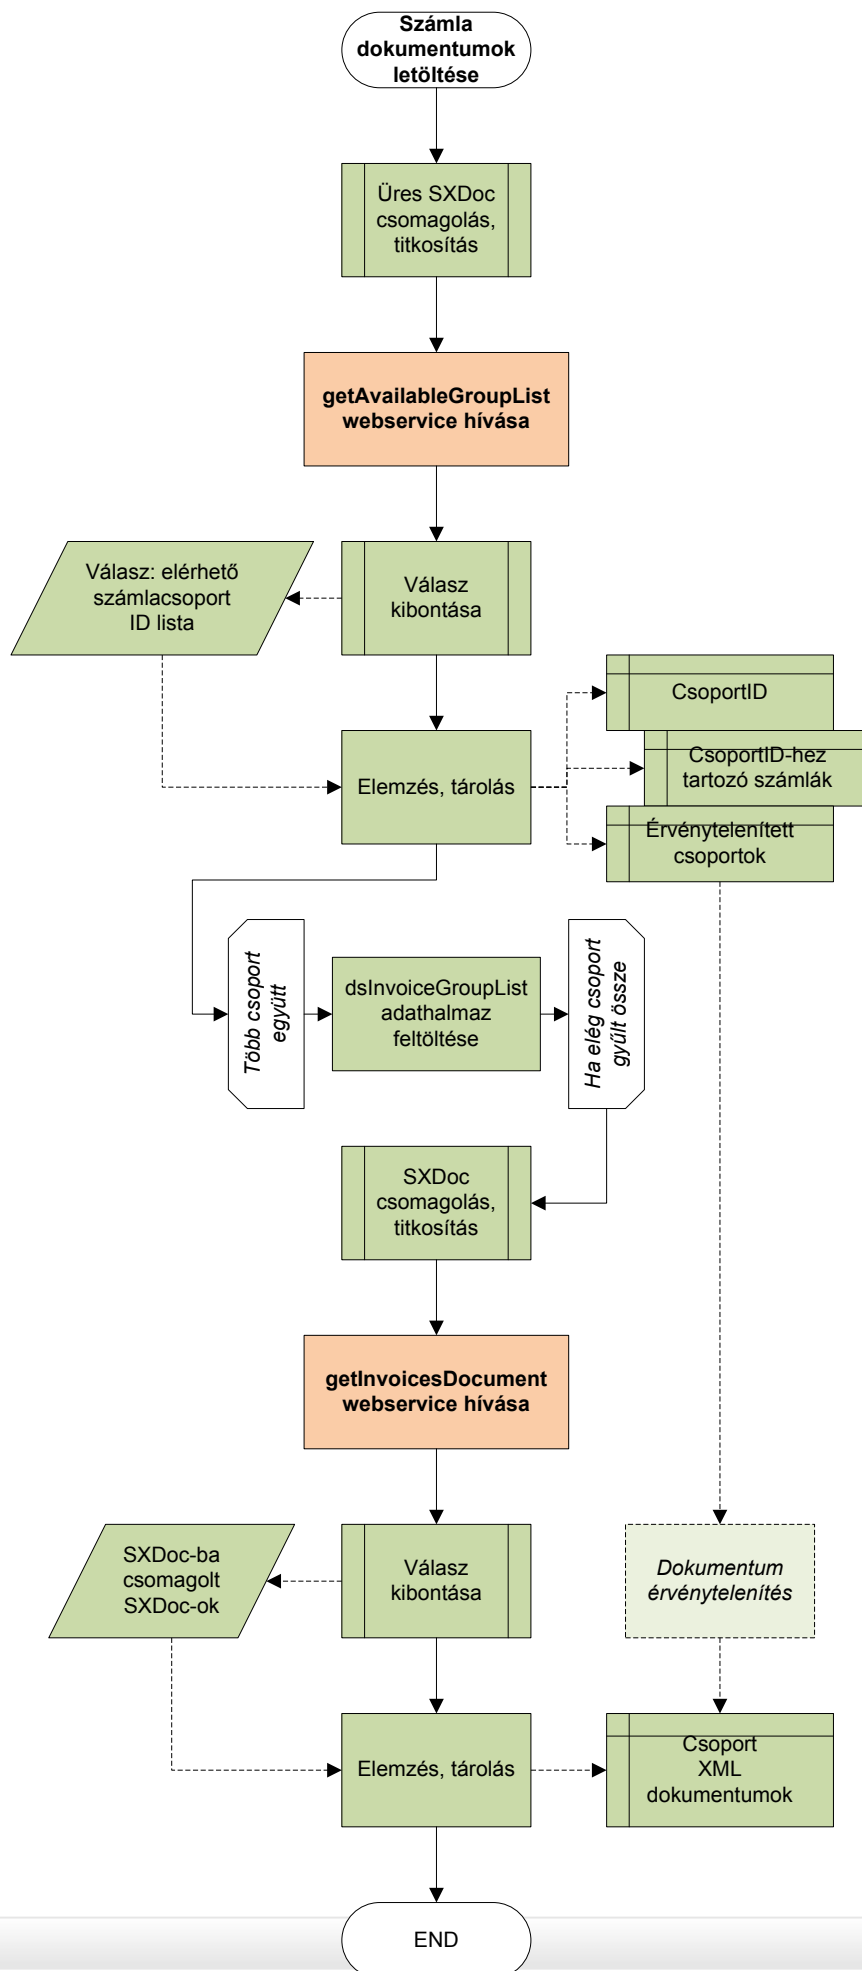 Számla
dokumentumok
letöltése
Üres SXDoc
csomagolás,
titkosítás
getAvailableGroupList
webservice hívása
Válasz: elérhető
számlacsoport
ID lista
Válasz
kibontása
CsoportID
CsoportID-hez
tartozó számlák
Elemzés, tárolás
Érvénytelenített
csoportok
Több csoport
együtt
dsInvoiceGroupList
adathalmaz
feltöltése
Ha elég csoport
gyűlt össze
SXDoc
csomagolás,
titkosítás
getInvoicesDocument
webservice hívása
SXDoc-ba
csomagolt
SXDoc-ok
Válasz
kibontása
Dokumentum
érvénytelenítés
Elemzés, tárolás
Csoport
XML
dokumentumok
END